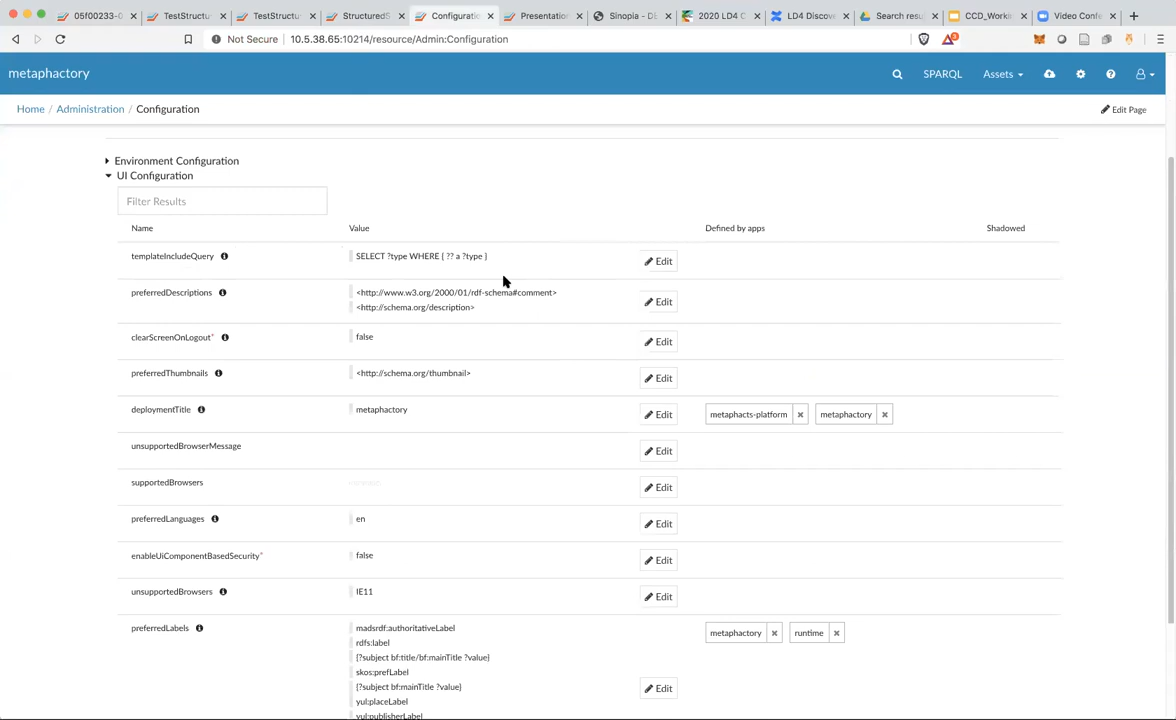 05f00233-0
TestStructu
TestStructu
StructuredS
Configuratio
Presentation
Sinopia - DE
2020 LD4 C
LD4 Discove
Search resu
CCD_Worki
Video Confe
Not Secure 10.5.38.65:10214/resource/Admin:Configuration
3
metaphactory
SPARQL Assets
Home / Administration / Configuration
Edit Page
Environment Configuration
UI Configuration
Filter Results
Name Value Defined by apps Shadowed
templateIncludeQuery SELECT ?type WHERE { ?? a ?type } Edit
preferredDescriptions <http://www.w3.org/2000/01/rdf-schema#comment> Edit
<http://schema.org/description>
clearScreenOnLogout* false Edit
preferredThumbnails <http://schema.org/thumbnail> Edit
deploymentTitle metaphactory Edit metaphacts-platform metaphactory
unsupportedBrowserMessage Edit
supportedBrowsers Edit
preferredLanguages en Edit
enableUiComponentBasedSecurity* false Edit
unsupportedBrowsers IE11 Edit
preferredLabels madsrdf:authoritativeLabel metaphactory runtime
rdfs:label
{?subject bf:title/bf:mainTitle ?value}
skos:prefLabel
{?subject bf:mainTitle ?value} Edit
yul:placeLabel
yul:publisherLabel